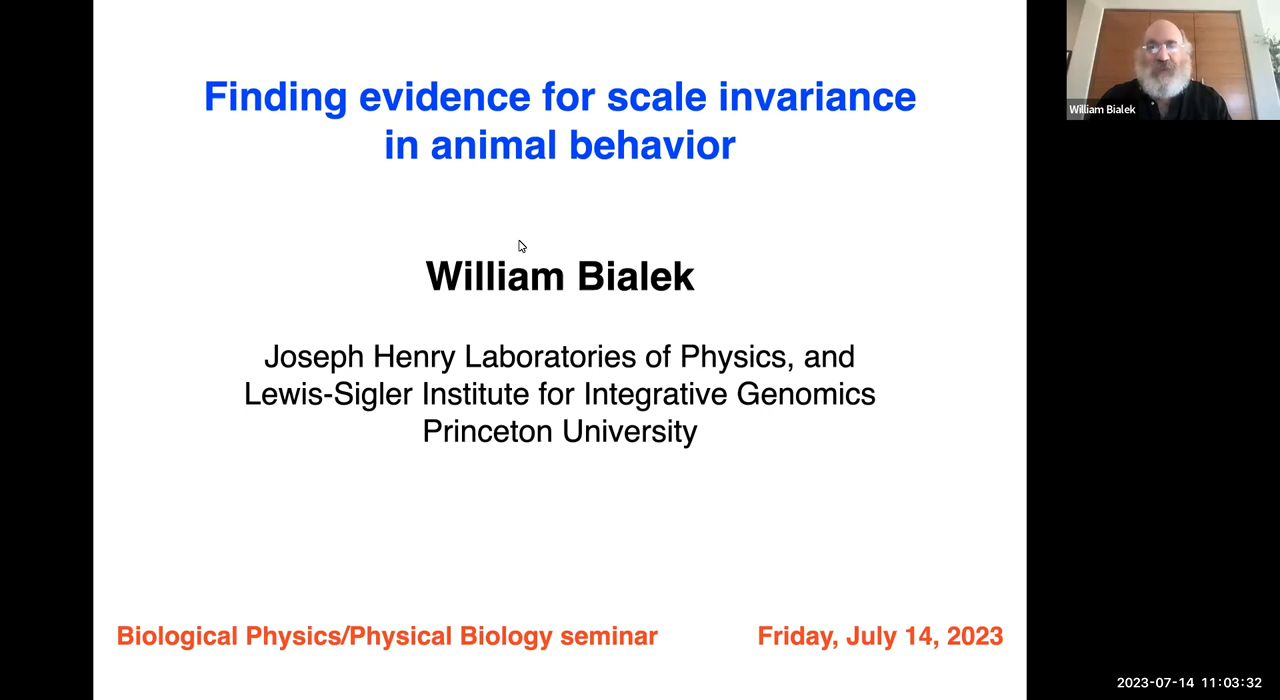 Finding evidence for scale invariance
in animal behavior
William Bialek
Joseph Henry Laboratories of Physics, and
Lewis-Sigler Institute for Integrative Genomics
Princeton University
Biological Physics/Physical Biology seminar
Friday, July 14, 2023
William Bialek
2023-07-14 11:03:32